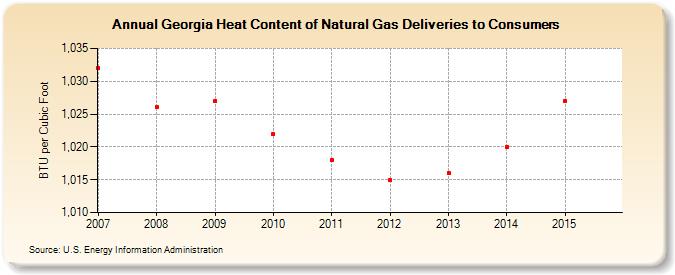 Annual Georgia Heat Content of Natural Gas Deliveries to Consumers
BTU per Cubic Foot
1,035
1,030
1,025
1,020
1,015
1,010
2007 2008 2009 2010 2011 2012 2013 2014 2015
Source: U.S. Energy Information Administration